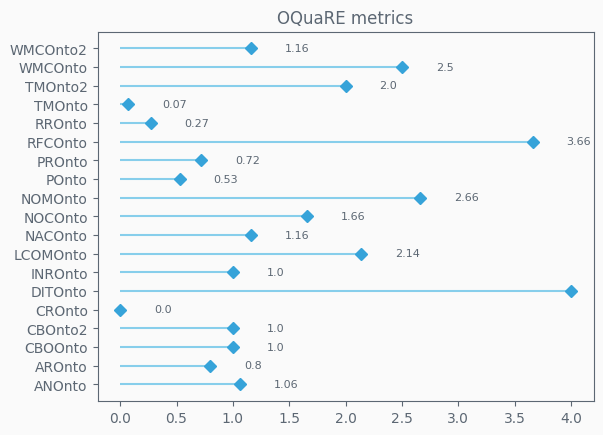 OQuaRE metrics
WMCOnto2 1.16
WMCOnto 2.5
TMOnto2 2.0
TMOnto 0.07
RROnto 0.27
RFCOnto 3.66
PROnto 0.72
POnto 0.53
NOMOnto 2.66
NOCOnto 1.66
NACOnto 1.16
LCOMOnto 2.14
INROnto 1.0
DITOnto
CROnto 0.0
CBOnto2 1.0
CBOOnto 1.0
AROnto 0.8
ANOnto 1.06
0.0 0.5 1.0 1.5 2.0 2.5 3.0 3.5 4.0